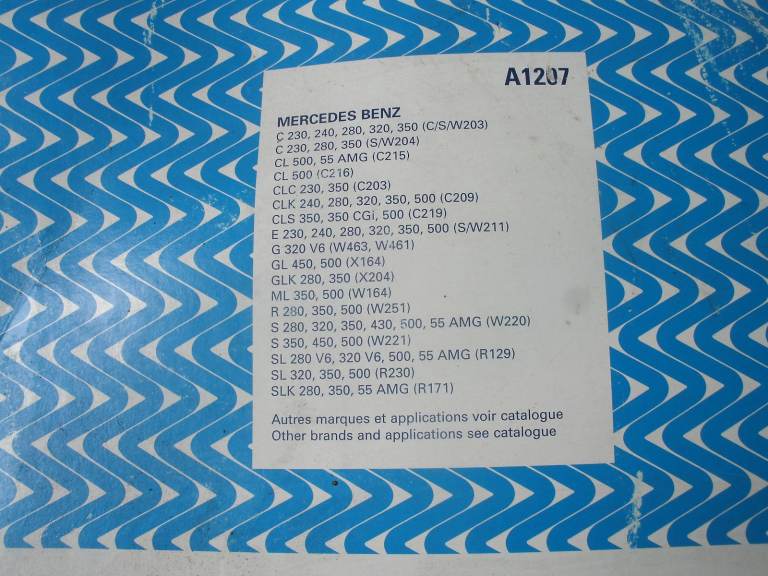 A1207
MERCEDES BENZ
C 230, 240, 280, 320, 350 (C/S/W203)
C 230, 280, 350 (S/W204)
CL 500, 55 AMG (C215)
CL 500 (C216)
CLC 230, 350 (C203)
CLK 240, 280, 320, 350, 500 (C209)
CLS 350, 350 CGi, 500 (C219)
E 230, 240, 280, 320, 350, 500 (S/W211)
G 320 V6 (W463, W461)
GL 450, 500 (X164)
GLK 280, 350 (X204)
ML 350, 500 (W164)
R 280, 350, 500 (W251)
S 280, 320, 350, 430, 500, 55 AMG (W220)
S 350, 450, 500 (W221)
SL 280 V6, 320 V6, 500, 55 AMG (R129)
SL 320, 350, 500 (R230)
SLK 280, 350, 55 AMG (R171)
Autres marques et applications voir catalogue
Other brands and applications see catalogue